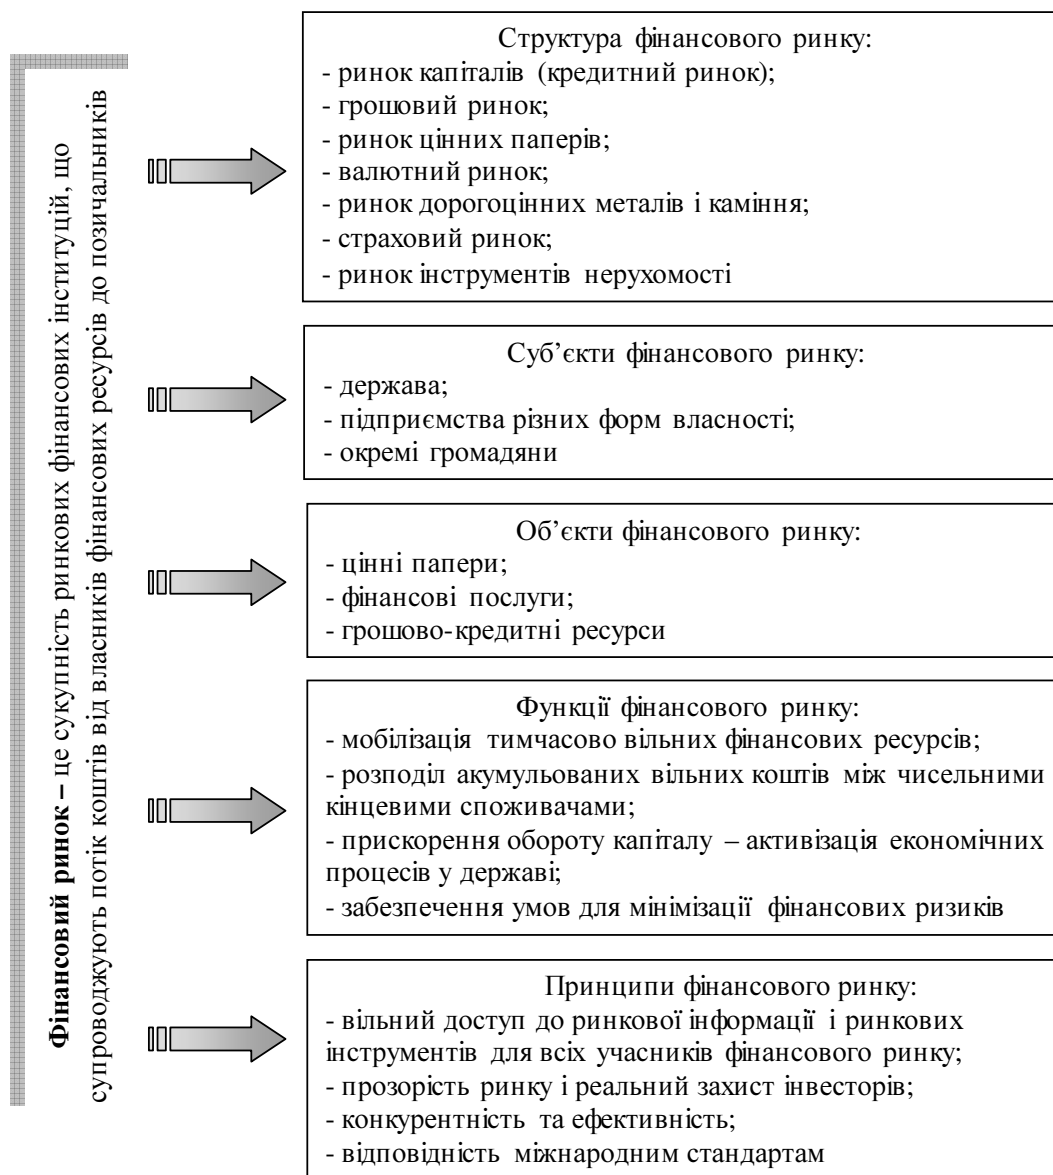 Фінансовий ринок – це сукупність ринкових фінансових інституцій, що
супроводжують потік коштів від власників фінансових ресурсів до позичальників
Структура фінансового ринку:
- ринок капіталів (кредитний ринок);
- грошовий ринок;
- ринок цінних паперів;
- валютний ринок;
- ринок дорогоцінних металів і каміння;
- страховий ринок;
- ринок інструментів нерухомості
Суб’єкти фінансового ринку:
- держава;
- підприємства різних форм власності;
- окремі громадяни
Об’єкти фінансового ринку:
- цінні папери;
- фінансові послуги;
- грошово-кредитні ресурси
Функції фінансового ринку:
- мобілізація тимчасово вільних фінансових ресурсів;
- розподіл акумульованих вільних коштів між чисельними
кінцевими споживачами;
- прискорення обороту капіталу – активізація економічних
процесів у державі;
- забезпечення умов для мінімізації фінансових ризиків
Принципи фінансового ринку:
- вільний доступ до ринкової інформації і ринкових
інструментів для всіх учасників фінансового ринку;
- прозорість ринку і реальний захист інвесторів;
- конкурентність та ефективність;
- відповідність міжнародним стандартам